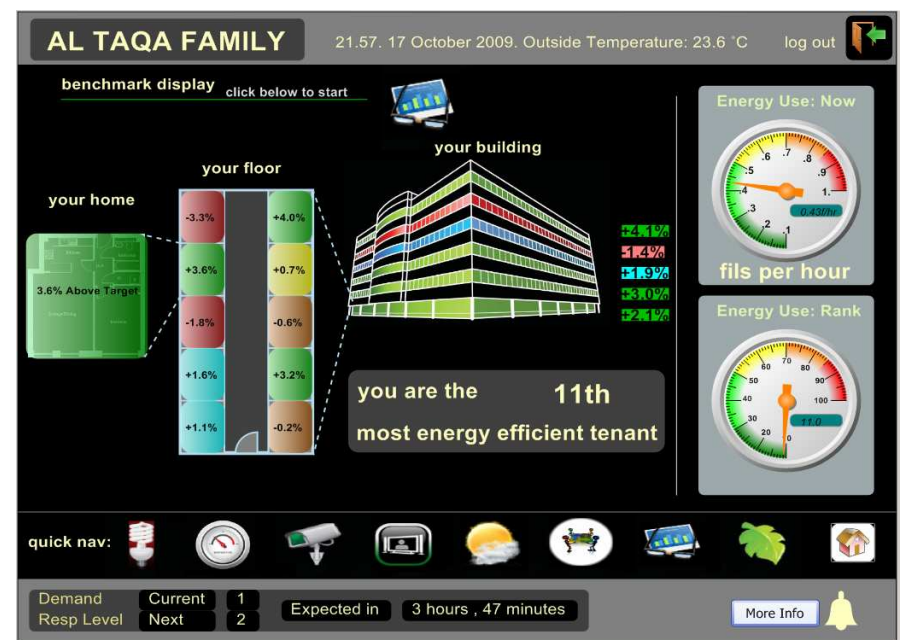 AL TAQA FAMILY
21.57. 17 October 2009. Outside Temperature: 23.6 °C
log out
benchmark display
click below to start
your building
your floor
your home
3.6% Above Target
-3.3%
+4.0%
+3.6%
+0.7%
-1.8%
-0.6%
+1.6%
+3.2%
+1.1%
-0.2%
+4.1%
-1.4%
+1.9%
+3.0%
+2.1%
you are the 11th
most energy efficient tenant
Energy Use: Now
.1
.2
.3
.4
.5
.6
.7
.8
.9
1.
0.43f/hr
fils per hour
Energy Use: Rank
0
20
30
40
50
60
70
80
90
100
11.0
quick nav:
Demand
Resp Level
Current 1
Next 2
Expected in
3 hours , 47 minutes
More Info